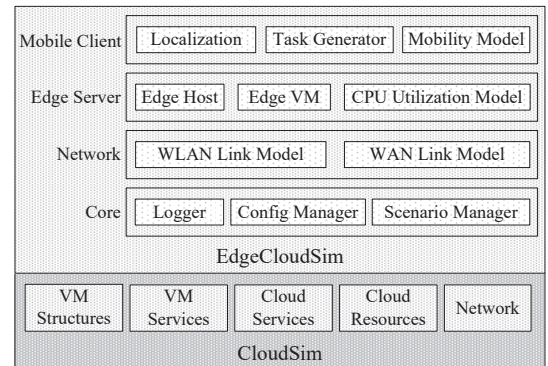 Mobile Client Localization Task Generator Mobility Model
Edge Server Edge Host Edge VM CPU Utilization Model
Network WLAN Link Model WAN Link Model
Core Logger Config Manager Scenario Manager
EdgeCloudSim
VM Structures
VM Services
Cloud Services
Cloud Resources
Network
CloudSim